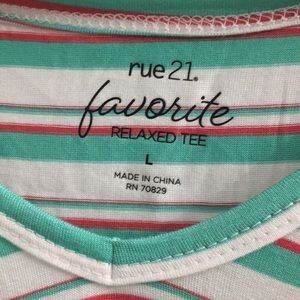 rue21®
favorite
RELAXED TEE
L
MADE IN CHINA
RN 70829